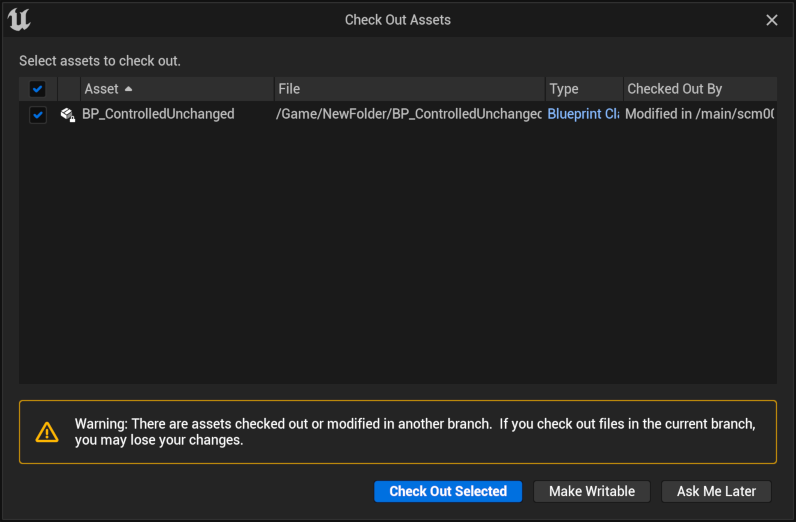 Check Out Assets
Select assets to check out.
Asset File Type Checked Out By
BP_ControlledUnchanged /Game/NewFolder/BP_ControlledUnchanged Blueprint Cla Modified in /main/scm00
Warning: There are assets checked out or modified in another branch. If you check out files in the current branch,
you may lose your changes.
Check Out Selected Make Writable Ask Me Later